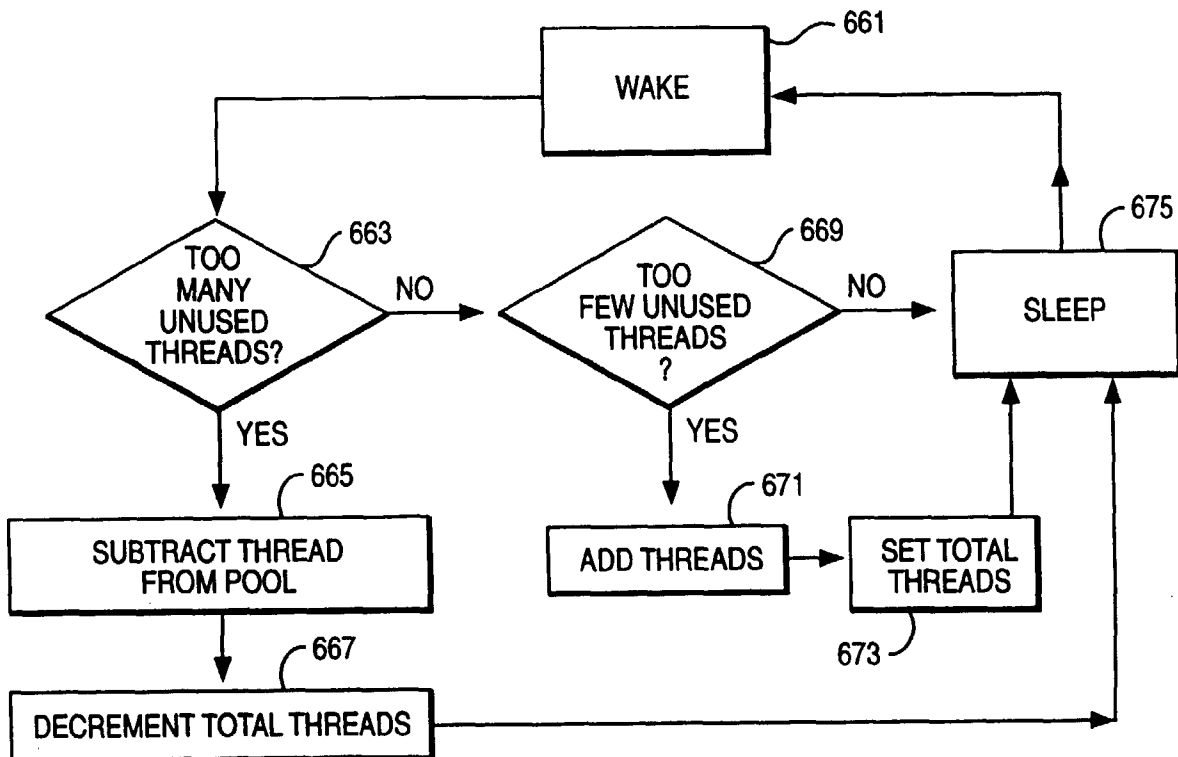 661
WAKE
663
TOO
MANY
UNUSED
THREADS?
NO
669
TOO
FEW UNUSED
THREADS
?
NO
675
SLEEP
YES
YES
665
SUBTRACT THREAD
FROM POOL
671
ADD THREADS
SET TOTAL
THREADS
673
667
DECREMENT TOTAL THREADS